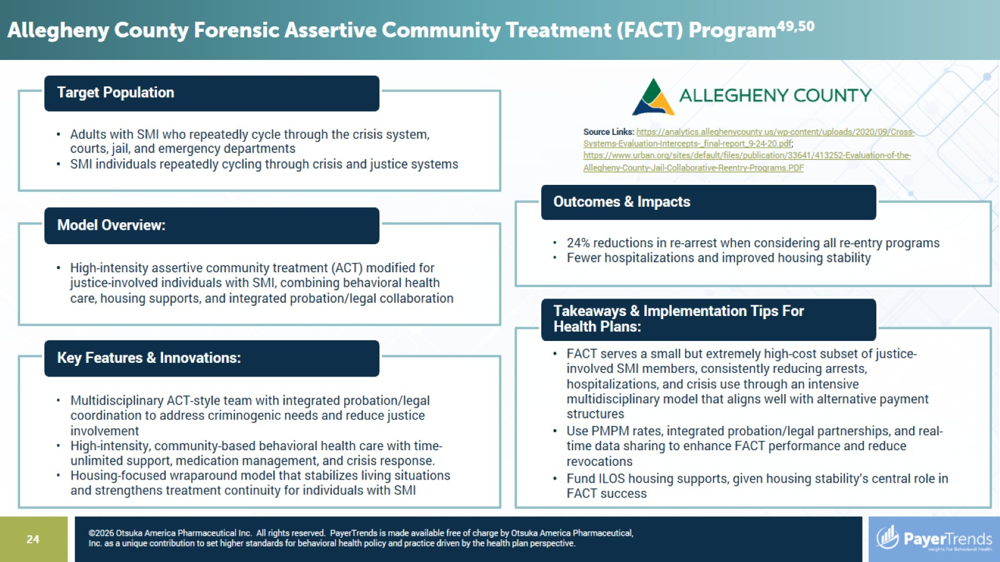 Allegheny County Forensic Assertive Community Treatment (FACT) Program49,50
Target Population
• Adults with SMI who repeatedly cycle through the crisis system,
courts, jail, and emergency departments
• SMI individuals repeatedly cycling through crisis and justice systems
Model Overview:
• High-intensity assertive community treatment (ACT) modified for
justice-involved individuals with SMI, combining behavioral health
care, housing supports, and integrated probation/legal collaboration
Key Features & Innovations:
• Multidisciplinary ACT-style team with integrated probation/legal
coordination to address criminogenic needs and reduce justice
involvement
• High-intensity, community-based behavioral health care with time-
unlimited support, medication management, and crisis response.
• Housing-focused wraparound model that stabilizes living situations
and strengthens treatment continuity for individuals with SMI
ALLEGHENY COUNTY
Source Links: https://analytics.alleghenycounty.us/wp-content/uploads/2020/09/Cross-
Systems-Evaluation-Intercepts-_final-report_9-24-20.pdf;
https://www.urban.org/sites/default/files/publication/33641/413252-Evaluation-of-the-
Allegheny-County-Jail-Collaborative-Reentry-Programs.PDF
Outcomes & Impacts
• 24% reductions in re-arrest when considering all re-entry programs
• Fewer hospitalizations and improved housing stability
Takeaways & Implementation Tips For
Health Plans:
• FACT serves a small but extremely high-cost subset of justice-
involved SMI members, consistently reducing arrests,
hospitalizations, and crisis use through an intensive
multidisciplinary model that aligns well with alternative payment
structures
• Use PMPM rates, integrated probation/legal partnerships, and real-
time data sharing to enhance FACT performance and reduce
revocations
• Fund ILOS housing supports, given housing stability's central role in
FACT success
24
©2026 Otsuka America Pharmaceutical Inc. All rights reserved. PayerTrends is made available free of charge by Otsuka America Pharmaceutical,
Inc. as a unique contribution to set higher standards for behavioral health policy and practice driven by the health plan perspective.
PayerTrends
Insights For Behavioral Health